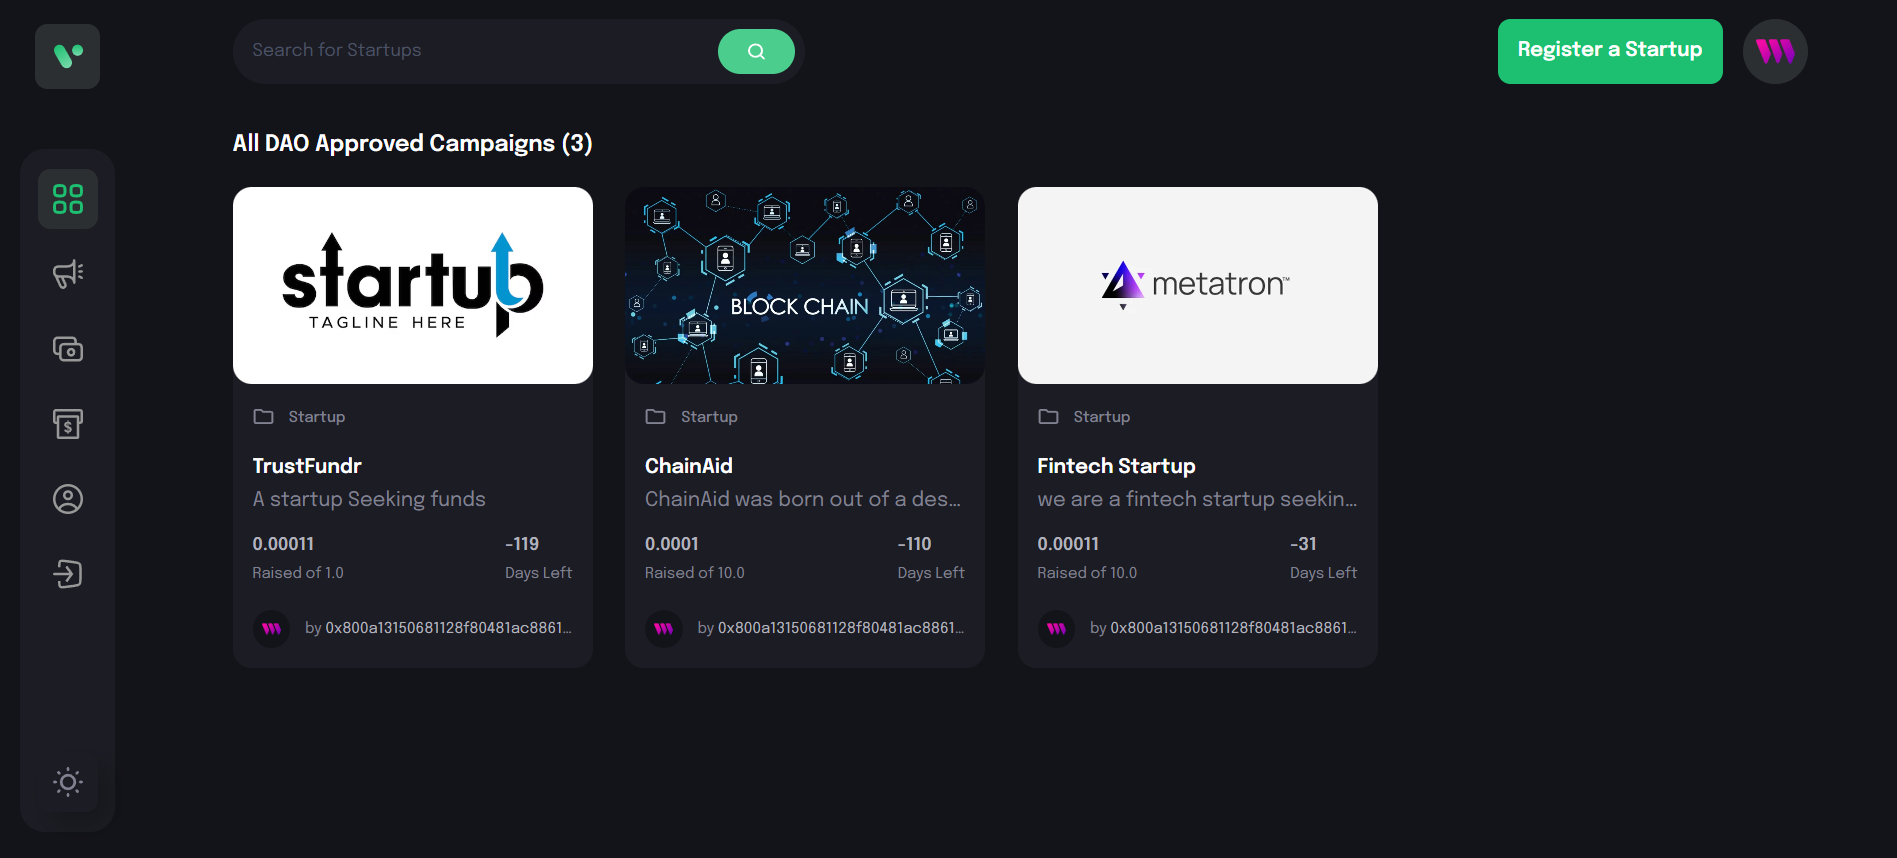 Search for Startups
Register a Startup
All DAO Approved Campaigns (3)
startup
TAGLINE HERE
Startup
TrustFundr
A startup Seeking funds
0.00011
-119
Raised of 1.0
Days Left
by 0x800a13150681128f80481ac8861...
BLOCK CHAIN
Startup
ChainAid
ChainAid was born out of a des...
0.0001
-110
Raised of 10.0
Days Left
by 0x800a13150681128f80481ac8861...
metatron™
Startup
Fintech Startup
we are a fintech startup seekin...
0.00011
-31
Raised of 10.0
Days Left
by 0x800a13150681128f80481ac8861...